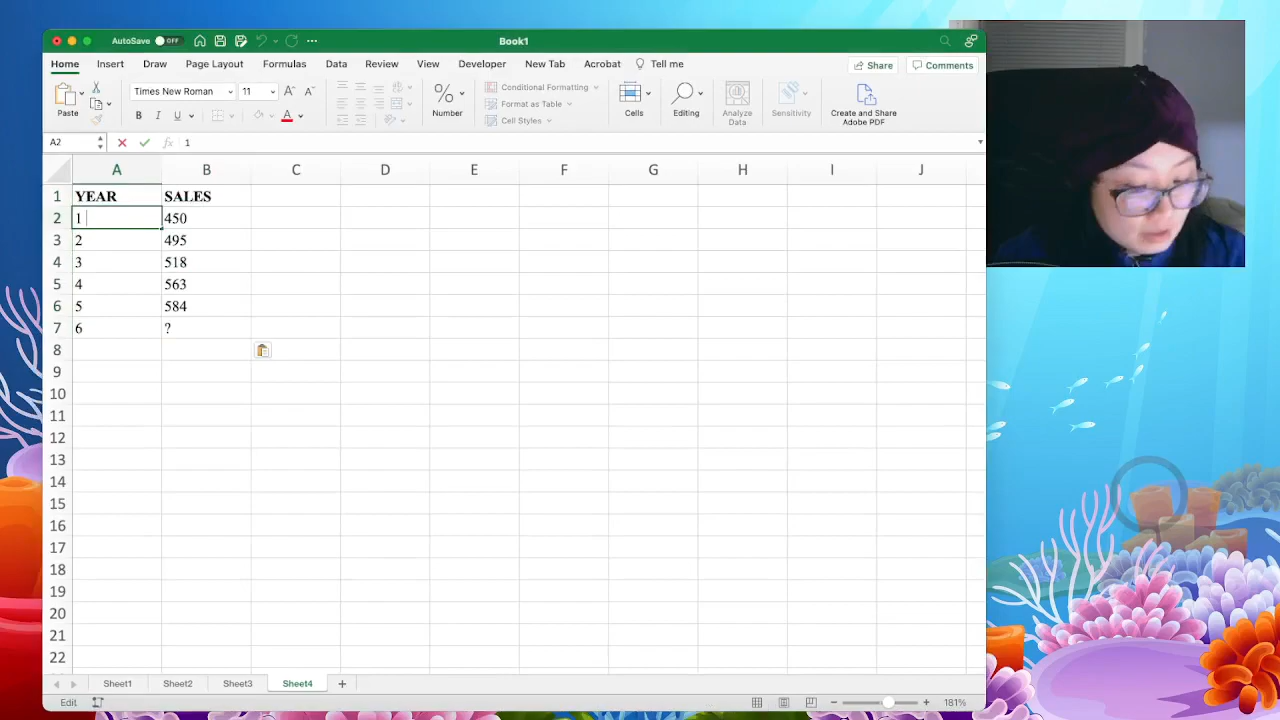 AutoSave OFF
Book1
Home Insert Draw Page Layout Formulas Data Review View Developer New Tab Acrobat Tell me
Share Comments
Paste
Times New Roman 11
B I U A
Number
Conditional Formatting
Format as Table
Cell Styles
Cells
Editing
Analyze Data
Sensitivity
Create and Share Adobe PDF
A2 fx 1
A B C D E F G H I J
1 YEAR SALES
2 1 450
3 2 495
4 3 518
5 4 563
6 5 584
7 6 ?
8
9
10
11
12
13
14
15
16
17
18
19
20
21
22
Sheet1 Sheet2 Sheet3 Sheet4
Edit 181%